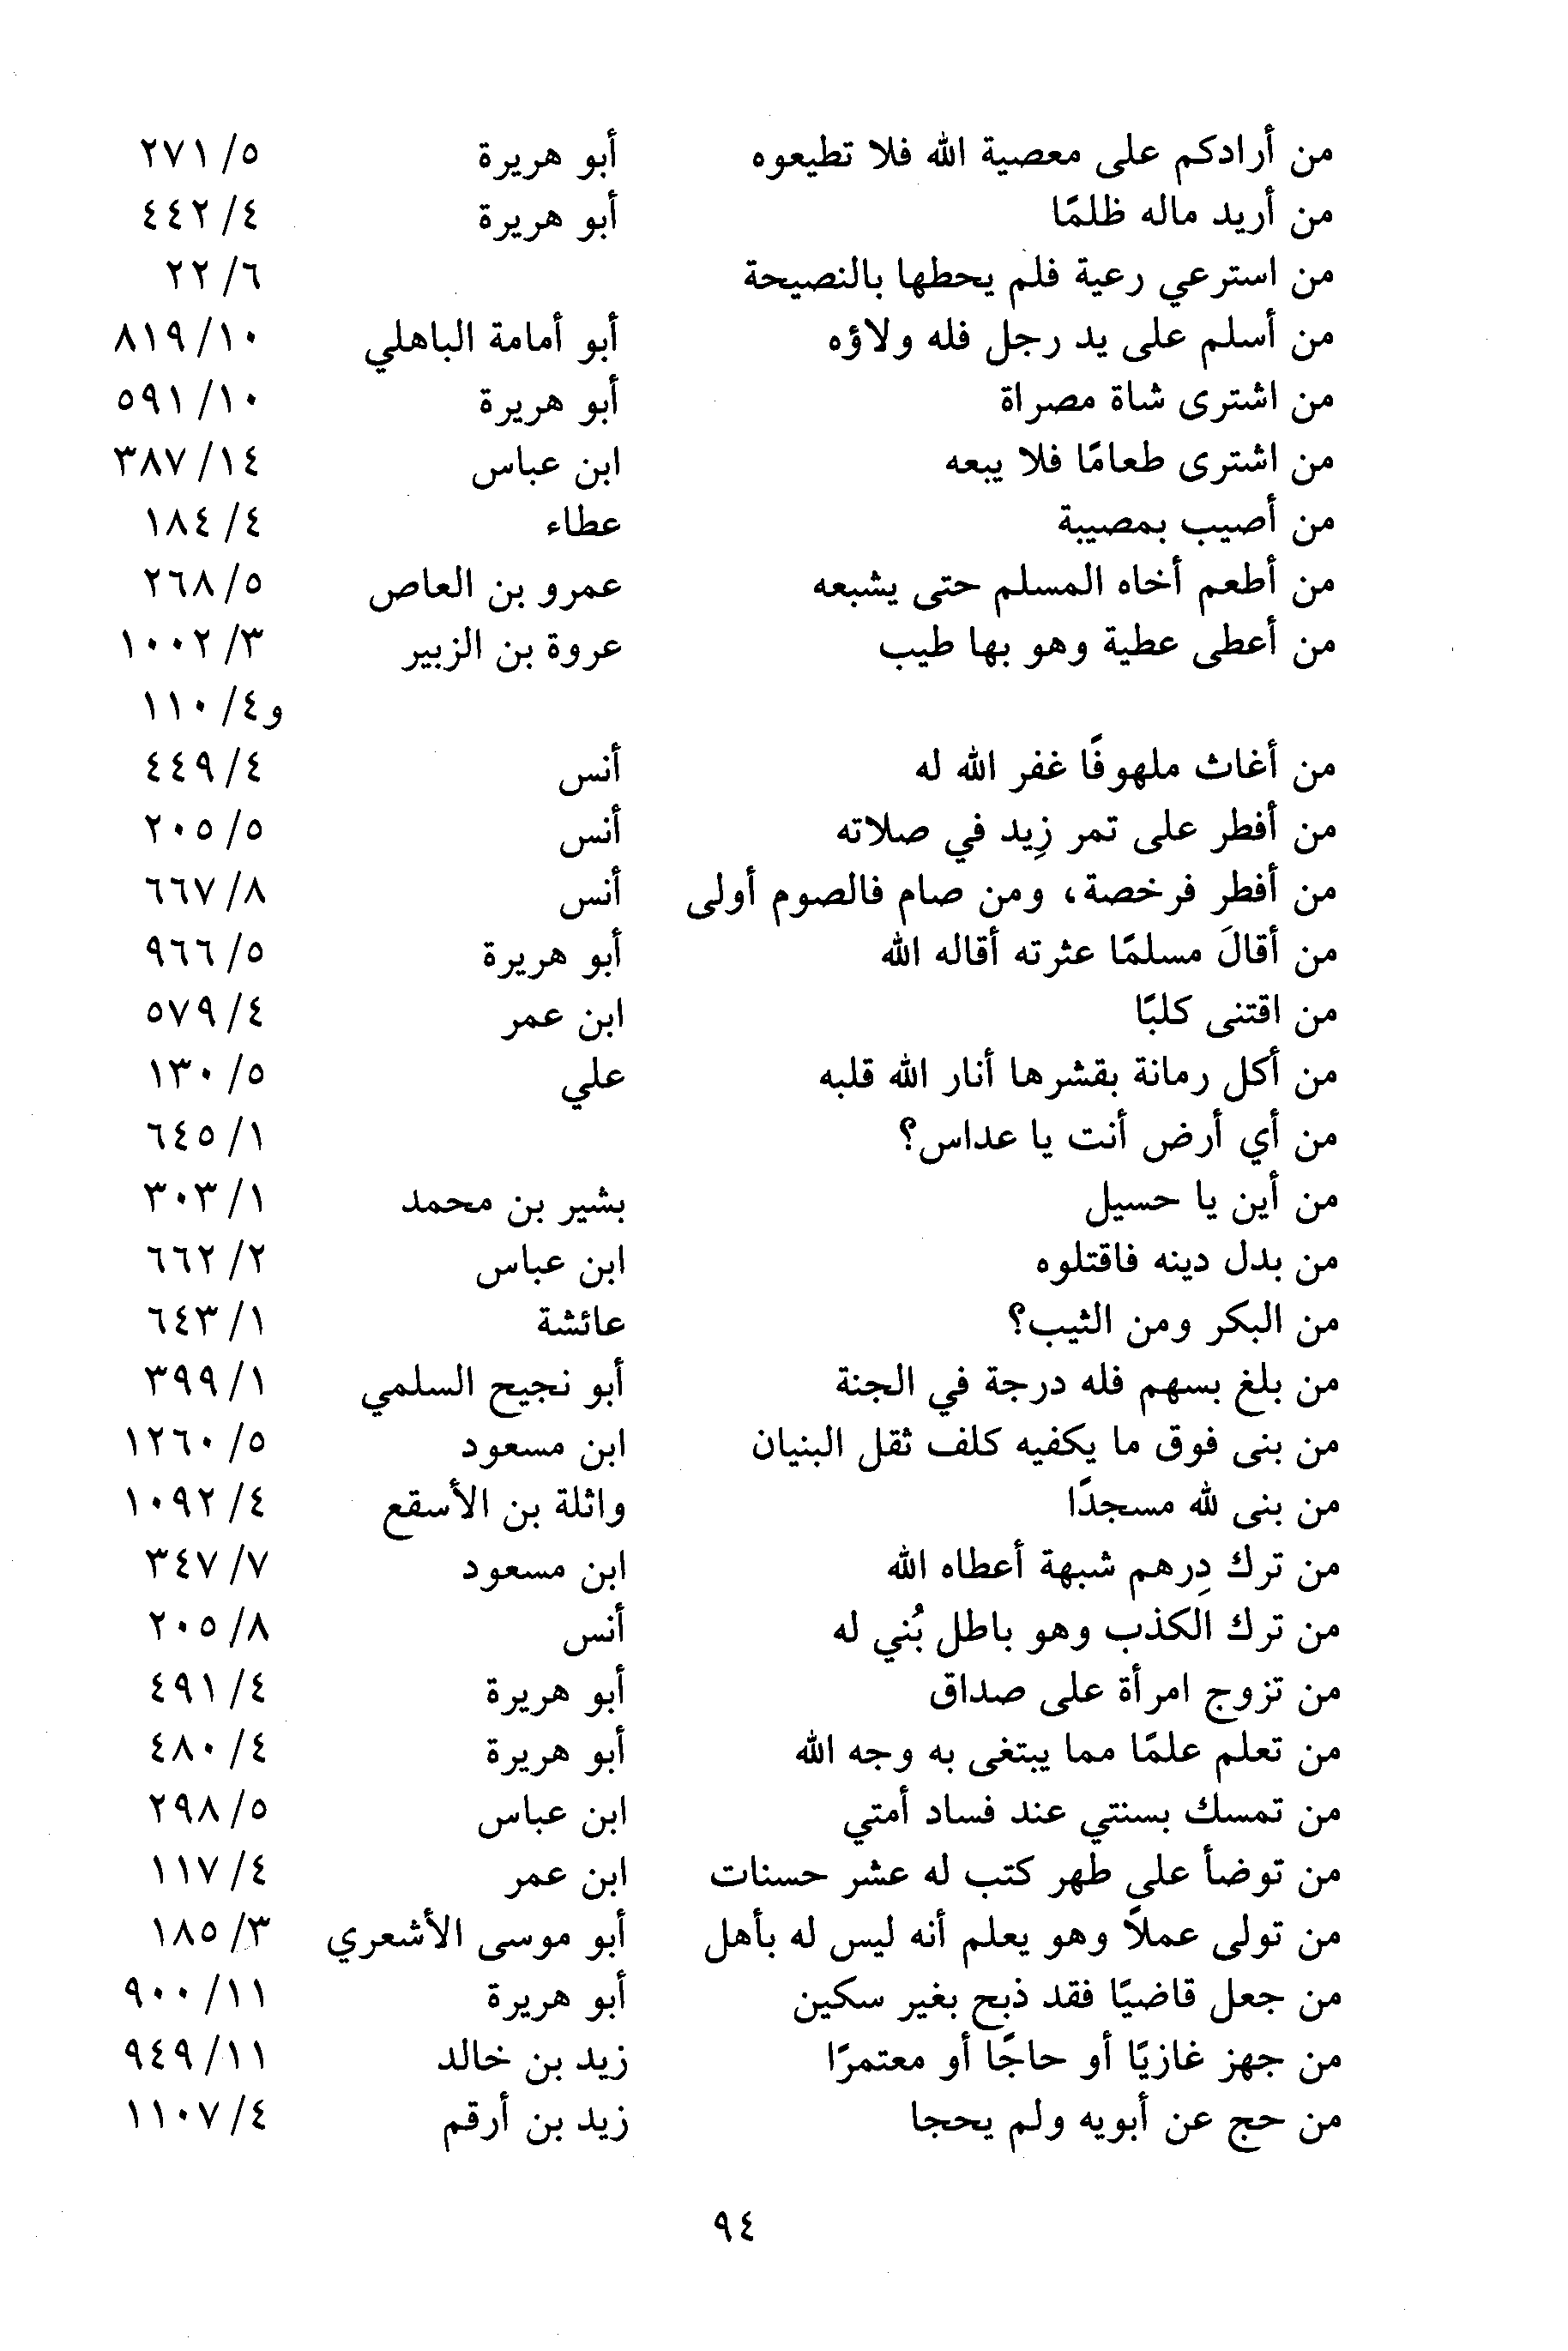 من أرادكم على معصية الله فلا تطيعوه أبو هريرة ٥/ ٢٧١
من أريد ماله ظلمًا أبو هريرة ٤/ ٤٤٢
من استرعي رعية فلم يحطها بالنصيحة ٦/ ٢٢
من أسلم على يد رجل فله ولاؤه أبو أمامة الباهلي ١٠/ ٨١٩
من اشترى شاة مصراة أبو هريرة ١٠/ ٥٩١
من اشترى طعامًا فلا يبعه ابن عباس ١٤/ ٣٨٧
من أصيب بمصيبة عطاء ٤/ ١٨٤
من أطعم أخاه المسلم حتى يشبعه عمرو بن العاص ٥/ ٢٦٨
من أعطى عطية وهو بها طيب عروة بن الزبير ٣/ ١٠٠٢
و٤/ ١١٠
من أغاث ملهوفًا غفر الله له أنس ٤/ ٤٤٩
من أفطر على تمر زِيد في صلاته أنس ٥/ ٢٠٥
من أفطر فرخصة، ومن صام فالصوم أولى أنس ٨/ ٦٦٧
من أقالَ مسلمًا عثرته أقاله الله أبو هريرة ٥/ ٩٦٦
من اقتنى كلبًا ابن عمر ٤/ ٥٧٩
من أكل رمانة بقشرها أنار الله قلبه علي ٥/ ١٣٠
من أي أرض أنت يا عداس؟ ١/ ٦٤٥
من أين يا حسيل بشير بن محمد ١/ ٣٠٣
من بدل دينه فاقتلوه ابن عباس ٢/ ٦٦٢
من البكر ومن الثيب؟ عائشة ١/ ٦٤٣
من بلغ بسهم فله درجة في الجنة أبو نجيح السلمي ١/ ٣٩٩
من بنى فوق ما يكفيه كلف ثقل البنيان ابن مسعود ٥/ ١٢٦٠
من بنى لله مسجدًا واثلة بن الأسقع ٤/ ١٠٩٢
من ترك دِرهم شبهة أعطاه الله ابن مسعود ٧/ ٣٤٧
من ترك الكذب وهو باطل بُني له أنس ٨/ ٢٠٥
من تزوج امرأة على صداق أبو هريرة ٤/ ٤٩١
من تعلم علمًا مما يبتغى به وجه الله أبو هريرة ٤/ ٤٨٠
من تمسك بسنتي عند فساد أمتي ابن عباس ٥/ ٢٩٨
من توضأ على طهر كتب له عشر حسنات ابن عمر ٤/ ١١٧
من تولى عملاً وهو يعلم أنه ليس له بأهل أبو موسى الأشعري ٣/ ١٨٥
من جعل قاضيًا فقد ذبح بغير سكين أبو هريرة ١١/ ٩٠٠
من جهز غازيًا أو حاجًا أو معتمرًا زيد بن خالد ١١/ ٩٤٩
من حج عن أبويه ولم يحجا زيد بن أرقم ٤/ ١١٠٧
٩٤